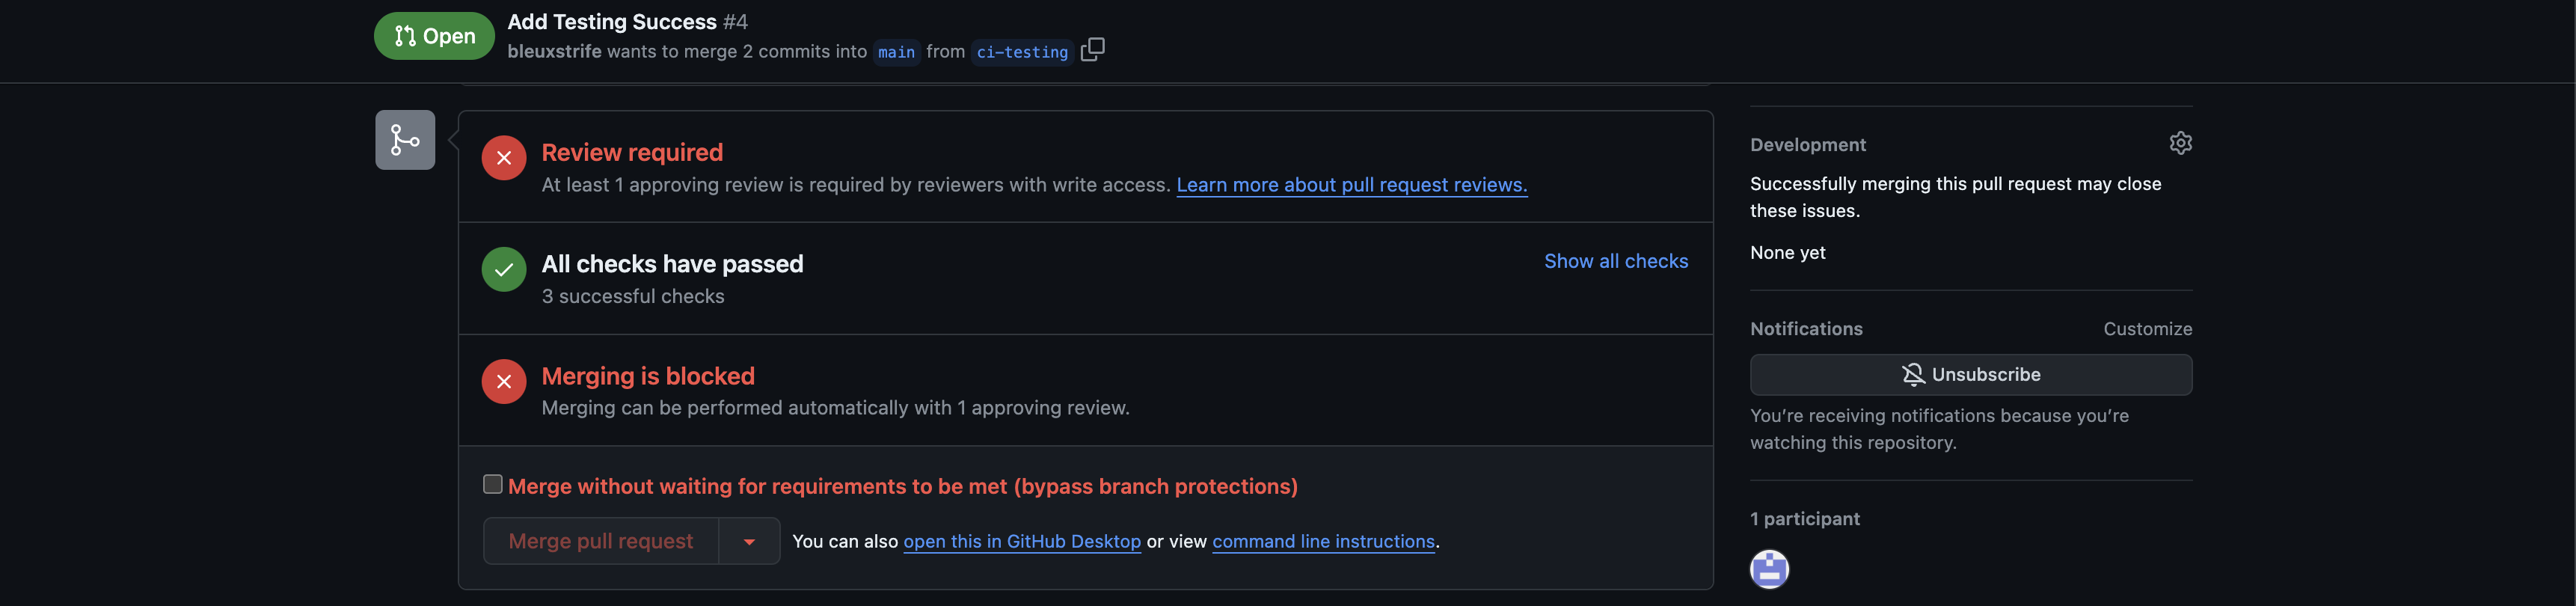 Open
Add Testing Success #4
bleuxstrife wants to merge 2 commits into main from ci-testing
Review required
At least 1 approving review is required by reviewers with write access. Learn more about pull request reviews.
All checks have passed
3 successful checks
Show all checks
Merging is blocked
Merging can be performed automatically with 1 approving review.
Merge without waiting for requirements to be met (bypass branch protections)
Merge pull request
You can also open this in GitHub Desktop or view command line instructions.
Development
Successfully merging this pull request may close
these issues.
None yet
Notifications
Customize
Unsubscribe
You’re receiving notifications because you’re
watching this repository.
1 participant